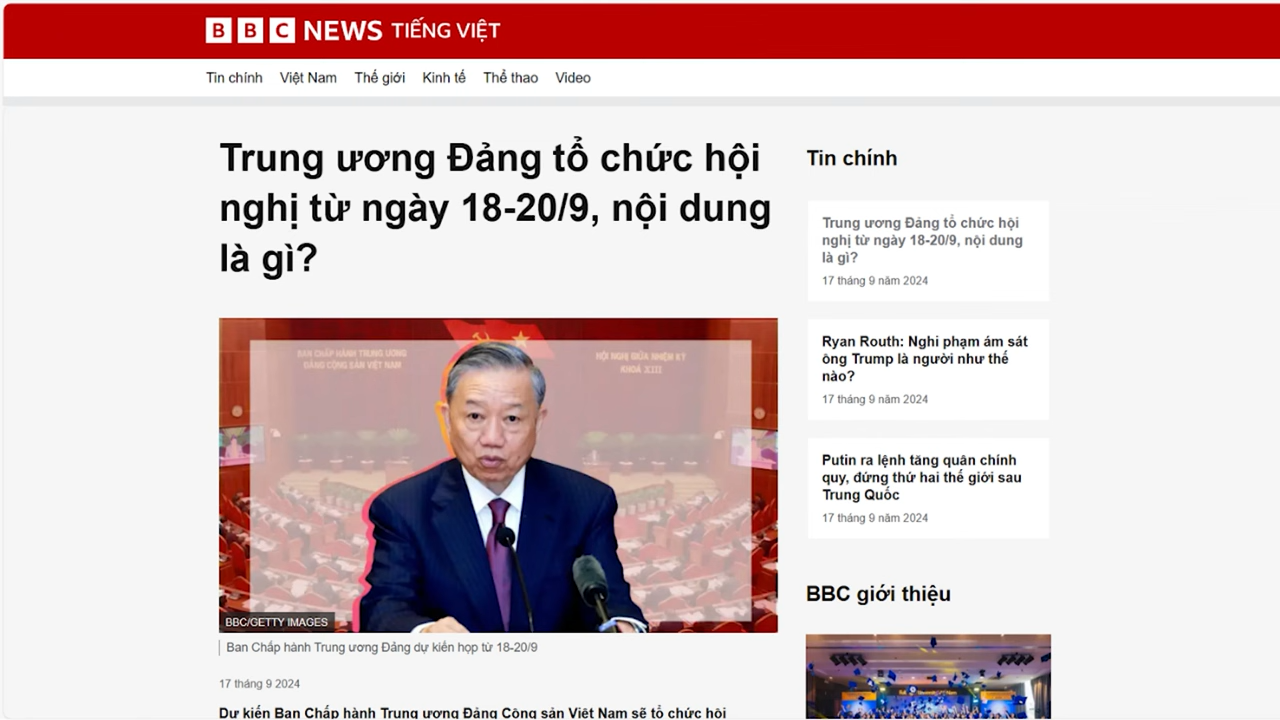 BBC NEWS TIẾNG VIỆT
Tin chính Việt Nam Thế giới Kinh tế Thể thao Video
Trung ương Đảng tổ chức hội
nghị từ ngày 18-20/9, nội dung
là gì?
BAN CHẤP HÀNH TRUNG ƯƠNG
ĐẢNG CỘNG SẢN VIỆT NAM
HỘI NGHỊ GIỮA NHIỆM KỲ
KHOÁ XIII
BBC/GETTY IMAGES
Ban Chấp hành Trung ương Đảng dự kiến họp từ 18-20/9
17 tháng 9 2024
Dự kiến Ban Chấp hành Trung ương Đảng Cộng sản Việt Nam sẽ tổ chức hội
Tin chính
Trung ương Đảng tổ chức hội
nghị từ ngày 18-20/9, nội dung
là gì?
17 tháng 9 năm 2024
Ryan Routh: Nghi phạm ám sát
ông Trump là người như thế
nào?
17 tháng 9 năm 2024
Putin ra lệnh tăng quân chính
quy, đứng thứ hai thế giới sau
Trung Quốc
17 tháng 9 năm 2024
BBC giới thiệu